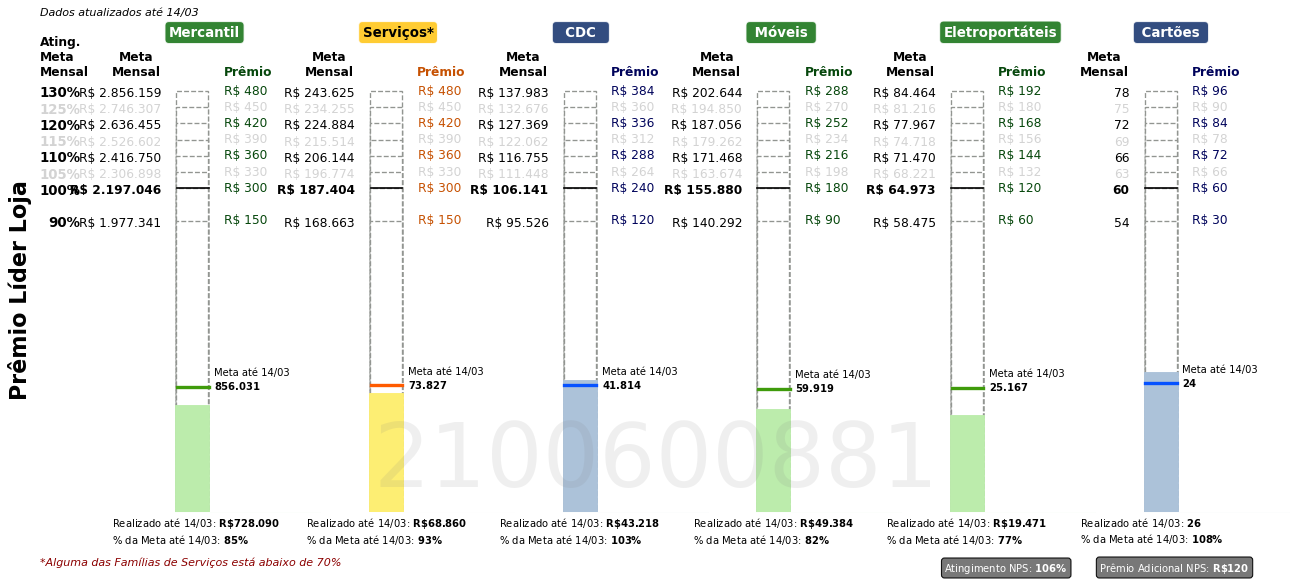 Dados atualizados até 14/03
Mercantil Serviços* CDC Móveis Eletroportáteis Cartões
Ating. Meta Mensal
Meta Mensal Prêmio Meta Mensal Prêmio Meta Mensal Prêmio Meta Mensal Prêmio Meta Mensal Prêmio Meta Mensal Prêmio
130% R$ 2.856.159 R$ 480 R$ 243.625 R$ 480 R$ 137.983 R$ 384 R$ 202.644 R$ 288 R$ 84.464 R$ 192 78 R$ 96
125% R$ 2.746.307 R$ 450 R$ 234.255 R$ 450 R$ 132.676 R$ 360 R$ 194.850 R$ 270 R$ 81.216 R$ 180 75 R$ 90
120% R$ 2.636.455 R$ 420 R$ 224.884 R$ 420 R$ 127.369 R$ 336 R$ 187.056 R$ 252 R$ 77.967 R$ 168 72 R$ 84
115% R$ 2.526.602 R$ 390 R$ 215.514 R$ 390 R$ 122.062 R$ 312 R$ 179.262 R$ 234 R$ 74.718 R$ 156 69 R$ 78
110% R$ 2.416.750 R$ 360 R$ 206.144 R$ 360 R$ 116.755 R$ 288 R$ 171.468 R$ 216 R$ 71.470 R$ 144 66 R$ 72
105% R$ 2.306.898 R$ 330 R$ 196.774 R$ 330 R$ 111.448 R$ 264 R$ 163.674 R$ 198 R$ 68.221 R$ 132 63 R$ 66
100% R$ 2.197.046 R$ 300 R$ 187.404 R$ 300 R$ 106.141 R$ 240 R$ 155.880 R$ 180 R$ 64.973 R$ 120 60 R$ 60
90% R$ 1.977.341 R$ 150 R$ 168.663 R$ 150 R$ 95.526 R$ 120 R$ 140.292 R$ 90 R$ 58.475 R$ 60 54 R$ 30
Prêmio Líder Loja
Meta até 14/03 Meta até 14/03 Meta até 14/03 Meta até 14/03 Meta até 14/03 Meta até 14/03
856.031 73.827 41.814 59.919 25.167 24
2100600881
Realizado até 14/03: R$728.090 Realizado até 14/03: R$68.860 Realizado até 14/03: R$43.218 Realizado até 14/03: R$49.384 Realizado até 14/03: R$19.471 Realizado até 14/03: 26
% da Meta até 14/03: 85% % da Meta até 14/03: 93% % da Meta até 14/03: 103% % da Meta até 14/03: 82% % da Meta até 14/03: 77% % da Meta até 14/03: 108%
*Alguma das Famílias de Serviços está abaixo de 70%
Atingimento NPS: 106% Prêmio Adicional NPS: R$120